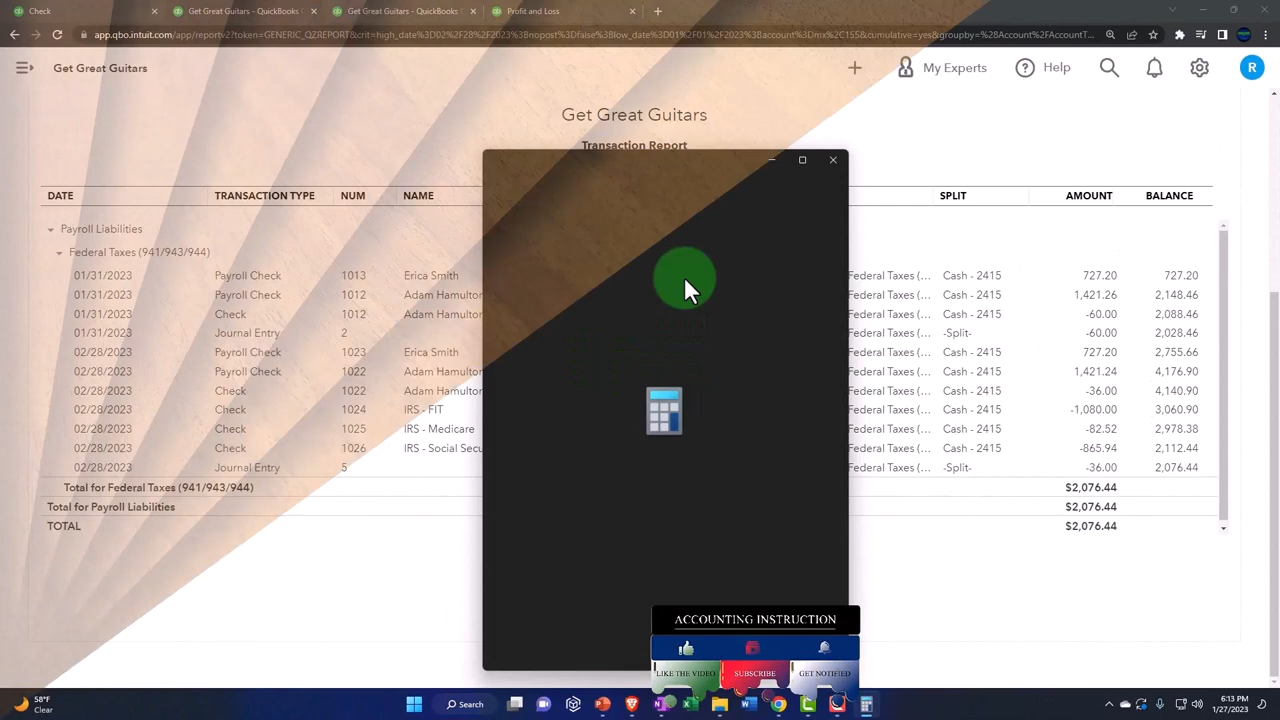 Check
Get Great Guitars - QuickBooks
Great Guitars - QuickBooks
Profit and Loss
app.qbo.intuit.com/app/reportv2?token=GENERIC_QZREPORT&crit=high_date%3D02%2F28%2F2023%3Bnopost%3Dfalse%3Blow_date%3D01%2F01%2F2023%3Baccount%3Dmx%2C155&cumulative=yes&groupby=%28Account%2FAccountT...
Get Great Guitars
My Experts
Help
R
Get Great Guitars
Transaction Report
DATE TRANSACTION TYPE NUM NAME SPLIT AMOUNT BALANCE
Payroll Liabilities
Federal Taxes (941/943/944)
01/31/2023 Payroll Check 1013 Erica Smith Federal Taxes (... Cash - 2415 727.20 727.20
01/31/2023 Payroll Check 1012 Adam Hamulton Federal Taxes (... Cash - 2415 1,421.26 2,148.46
01/31/2023 Check 1012 Adam Hamulton Federal Taxes (... Cash - 2415 -60.00 2,088.46
01/31/2023 Journal Entry 2 Federal Taxes (... -Split- -60.00 2,028.46
02/28/2023 Payroll Check 1023 Erica Smith Federal Taxes (... Cash - 2415 727.20 2,755.66
02/28/2023 Payroll Check 1022 Adam Hamulton Federal Taxes (... Cash - 2415 1,421.24 4,176.90
02/28/2023 Check 1022 Adam Hamulton Federal Taxes (... Cash - 2415 -36.00 4,140.90
02/28/2023 Check 1024 IRS - FIT Federal Taxes (... Cash - 2415 -1,080.00 3,060.90
02/28/2023 Check 1025 IRS - Medicare Federal Taxes (... Cash - 2415 -82.52 2,978.38
02/28/2023 Check 1026 IRS - Social Secu Federal Taxes (... Cash - 2415 -865.94 2,112.44
02/28/2023 Journal Entry 5 Federal Taxes (... -Split- -36.00 2,076.44
Total for Federal Taxes (941/943/944) $2,076.44
Total for Payroll Liabilities $2,076.44
TOTAL $2,076.44
ACCOUNTING INSTRUCTION
LIKE THE VIDEO SUBSCRIBE GET NOTIFIED
58°F
Clear
Search
6:13 PM
1/27/2023